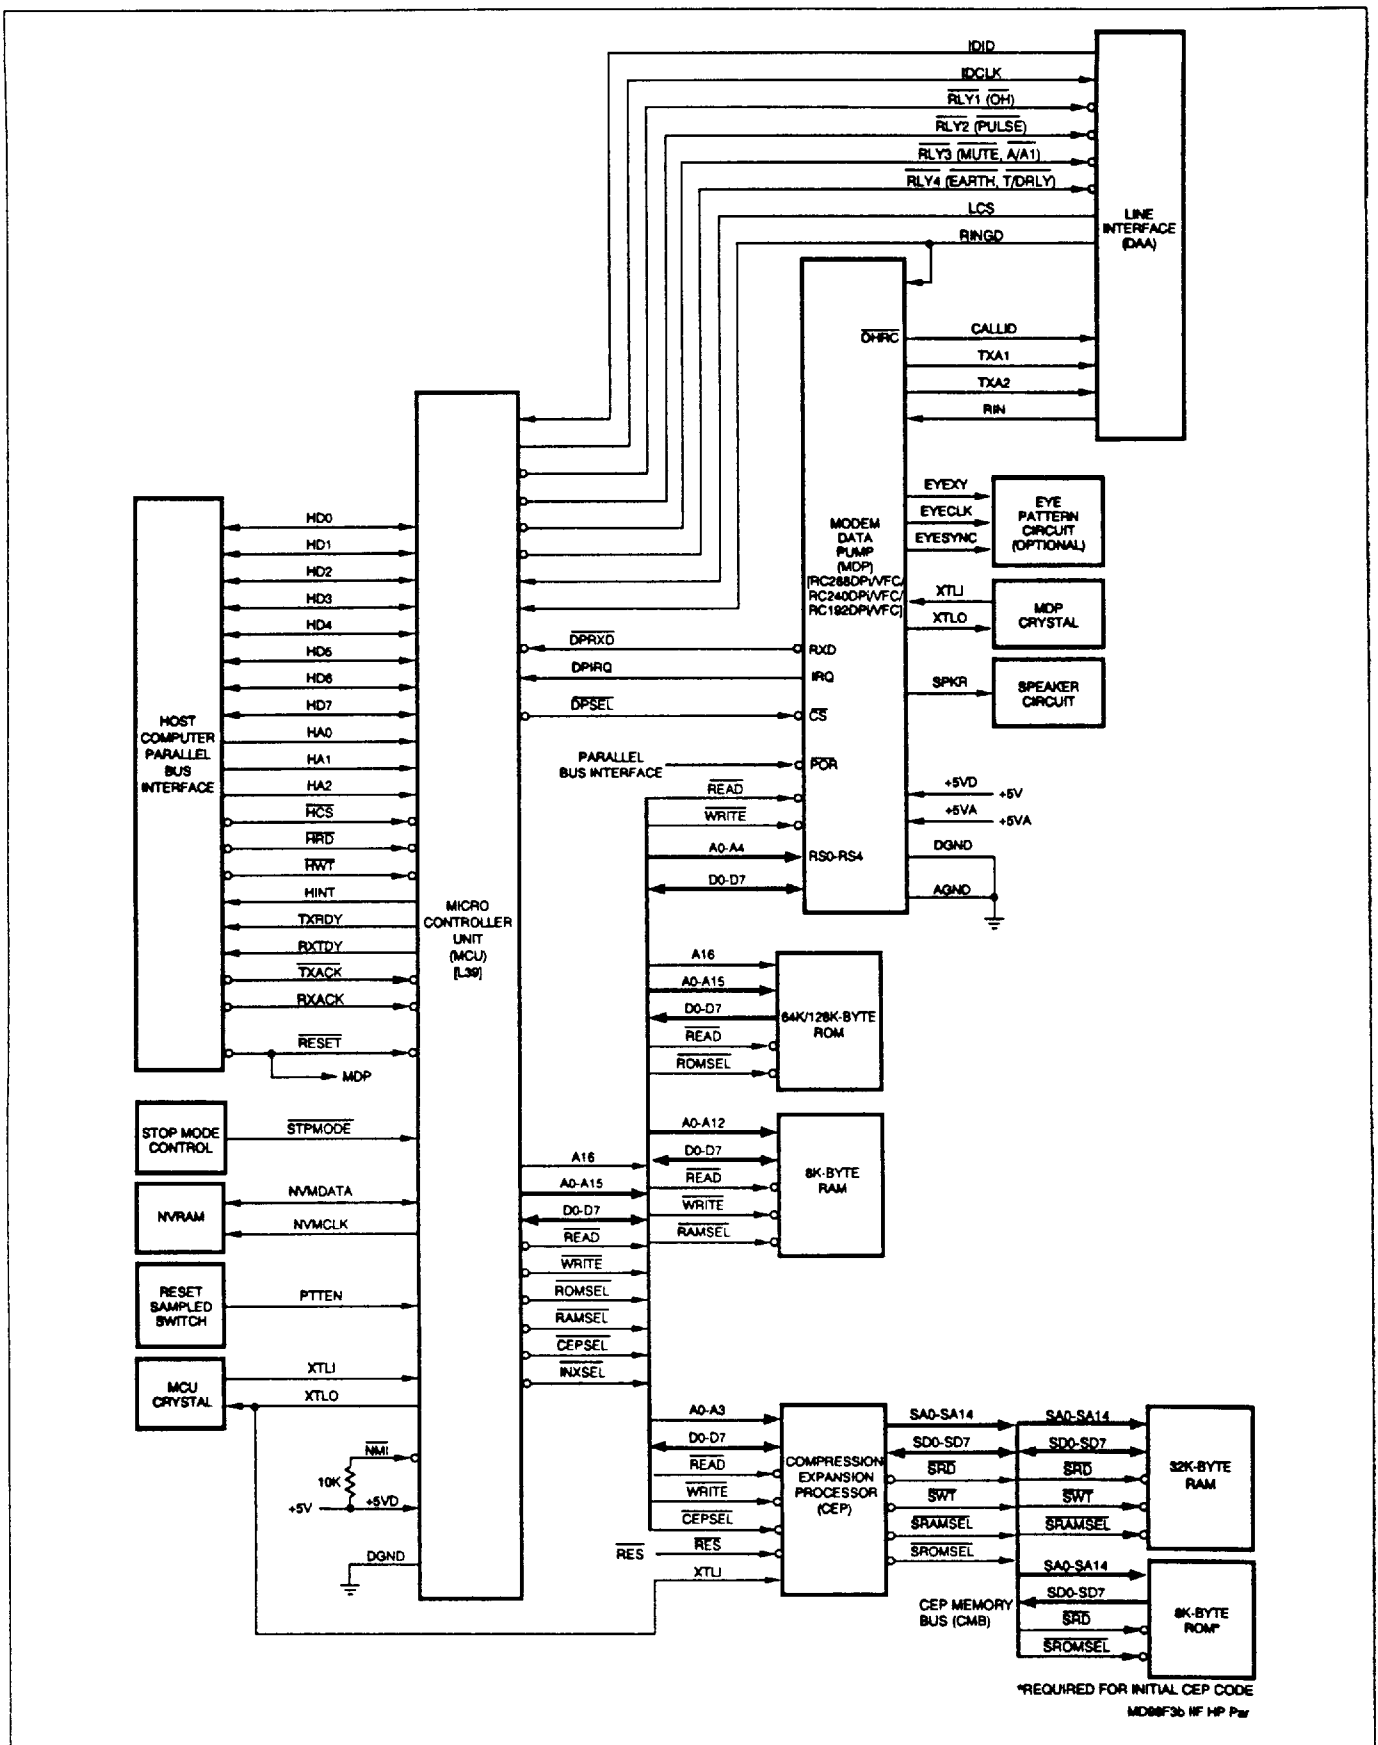 IDID
IDCLK
RLY1 (OH)
RLY2 (PULSE)
RLY3 (MUTE, A/A1)
RLY4 (EARTH, T/DRLY)
LCS
RINGD
LINE
INTERFACE
(DAA)
OHRC
CALLID
TXA1
TXA2
RIN
MODEM
DATA
PUMP
(MDP)
[RC288DPi/VFC/
RC240DPi/VFC/
RC192DPi/VFC]
EYEXY
EYECLK
EYESYNC
EYE
PATTERN
CIRCUIT
(OPTIONAL)
XTLI
XTLO
MDP
CRYSTAL
SPKR
SPEAKER
CIRCUIT
DPRXD
RXD
DPIRQ
IRQ
DPSEL
CS
PARALLEL
BUS INTERFACE
POR
READ
WRITE
A0-A4
RS0-RS4
D0-D7
+5VD
+5V
+5VA
+5VA
DGND
AGND
HOST
COMPUTER
PARALLEL
BUS
INTERFACE
HD0
HD1
HD2
HD3
HD4
HD5
HD6
HD7
HA0
HA1
HA2
HCS
HRD
HWT
HINT
TXRDY
RXTDY
TXACK
RXACK
RESET
MDP
MICRO
CONTROLLER
UNIT
(MCU)
[L39]
STOP MODE
CONTROL
STPMODE
NVRAM
NVMDATA
NVMCLK
RESET
SAMPLED
SWITCH
PTTEN
MCU
CRYSTAL
XTLI
XTLO
NMI
10K
+5V
+5VD
DGND
A16
A0-A15
D0-D7
READ
WRITE
ROMSEL
RAMSEL
CEPSEL
INXSEL
A16
A0-A15
D0-D7
READ
ROMSEL
64K/128K-BYTE
ROM
A0-A12
D0-D7
READ
WRITE
RAMSEL
8K-BYTE
RAM
A0-A3
D0-D7
READ
WRITE
CEPSEL
RES
RES
XTLI
COMPRESSION
EXPANSION
PROCESSOR
(CEP)
SA0-SA14
SD0-SD7
SRD
SWT
SRAMSEL
SROMSEL
SA0-SA14
SD0-SD7
SRD
SWT
SRAMSEL
32K-BYTE
RAM
CEP MEMORY
BUS (CMB)
SA0-SA14
SD0-SD7
SRD
SROMSEL
8K-BYTE
ROM*
*REQUIRED FOR INITIAL CEP CODE
MD98F3b IIF HP Par